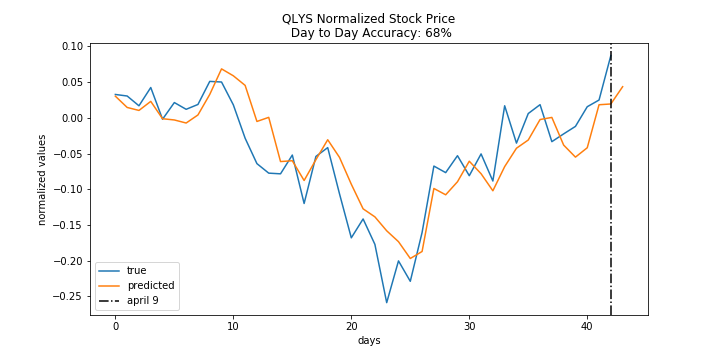 QLYS Normalized Stock Price
Day to Day Accuracy: 68%
0.10
0.05
0.00
−0.05
−0.10
−0.15
−0.20
−0.25
normalized values
true
predicted
april 9
0 10 20 30 40
days